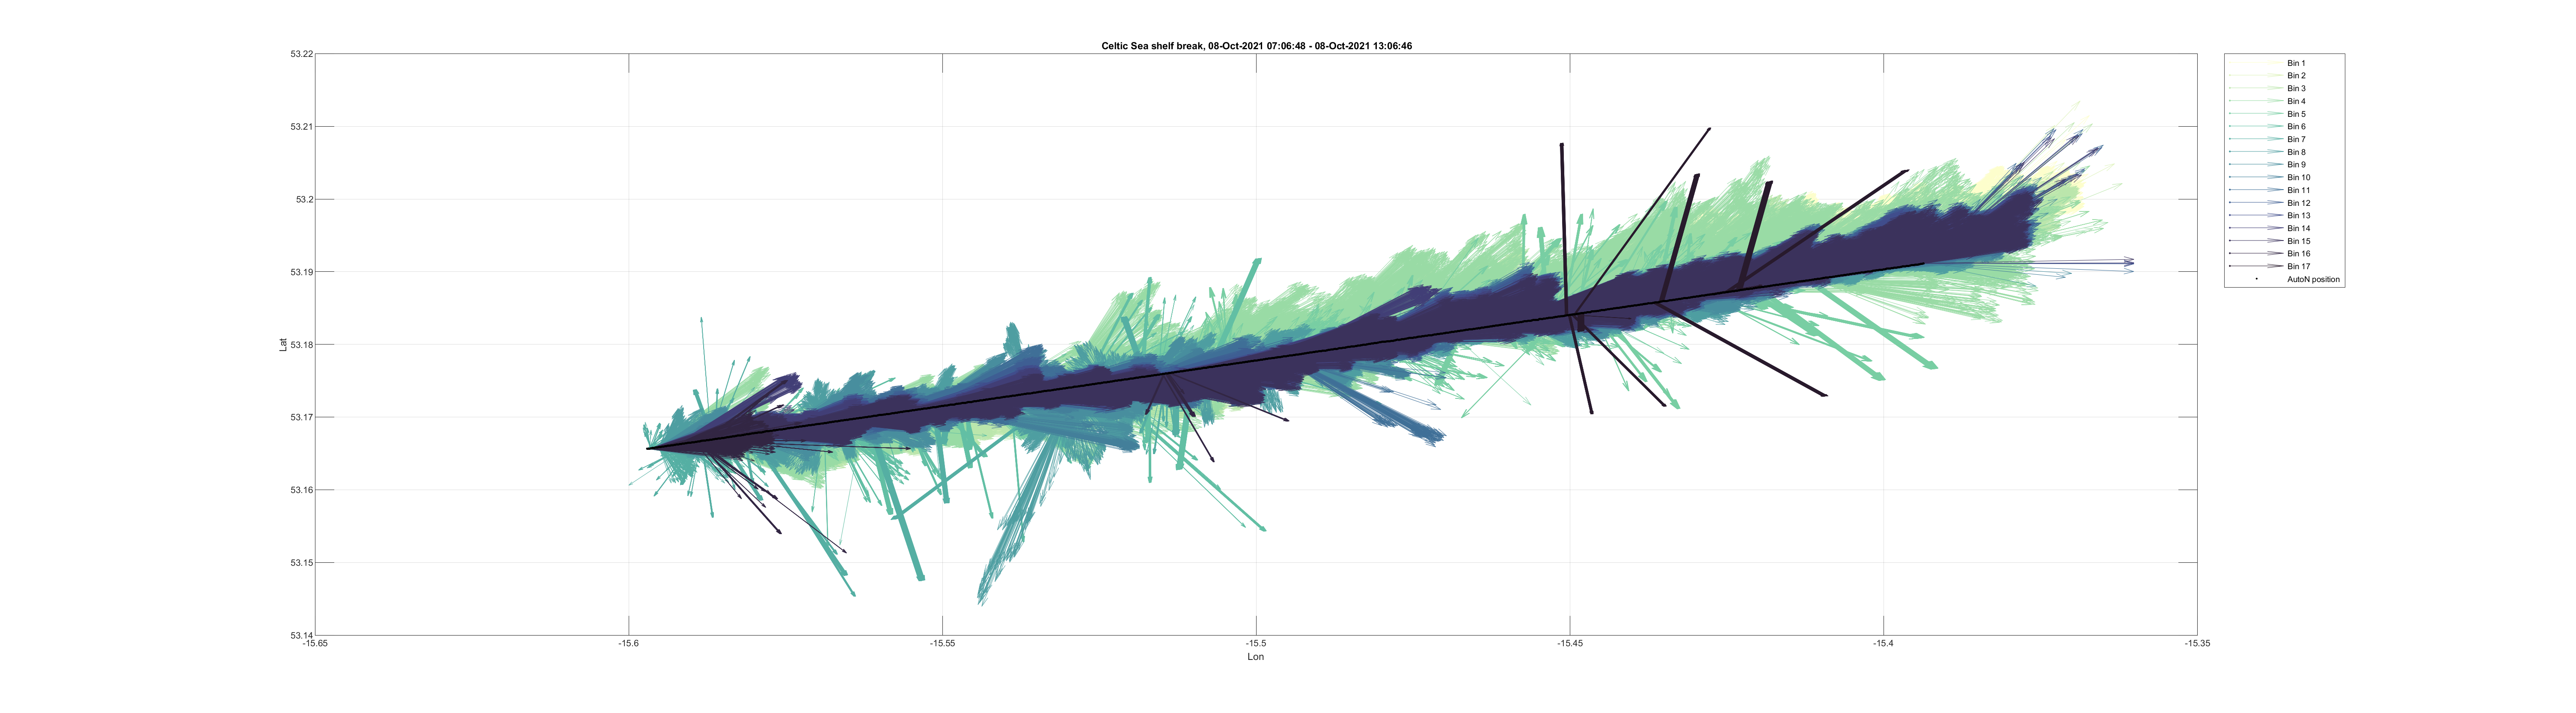 Celtic Sea shelf break, 08-Oct-2021 07:06:48 - 08-Oct-2021 13:06:46
53.22
53.21
53.2
53.19
53.18
53.17
53.16
53.15
53.14
Lat
-15.65
-15.6
-15.55
-15.5
-15.45
-15.4
-15.35
Lon
Bin 1
Bin 2
Bin 3
Bin 4
Bin 5
Bin 6
Bin 7
Bin 8
Bin 9
Bin 10
Bin 11
Bin 12
Bin 13
Bin 14
Bin 15
Bin 16
Bin 17
AutoN position